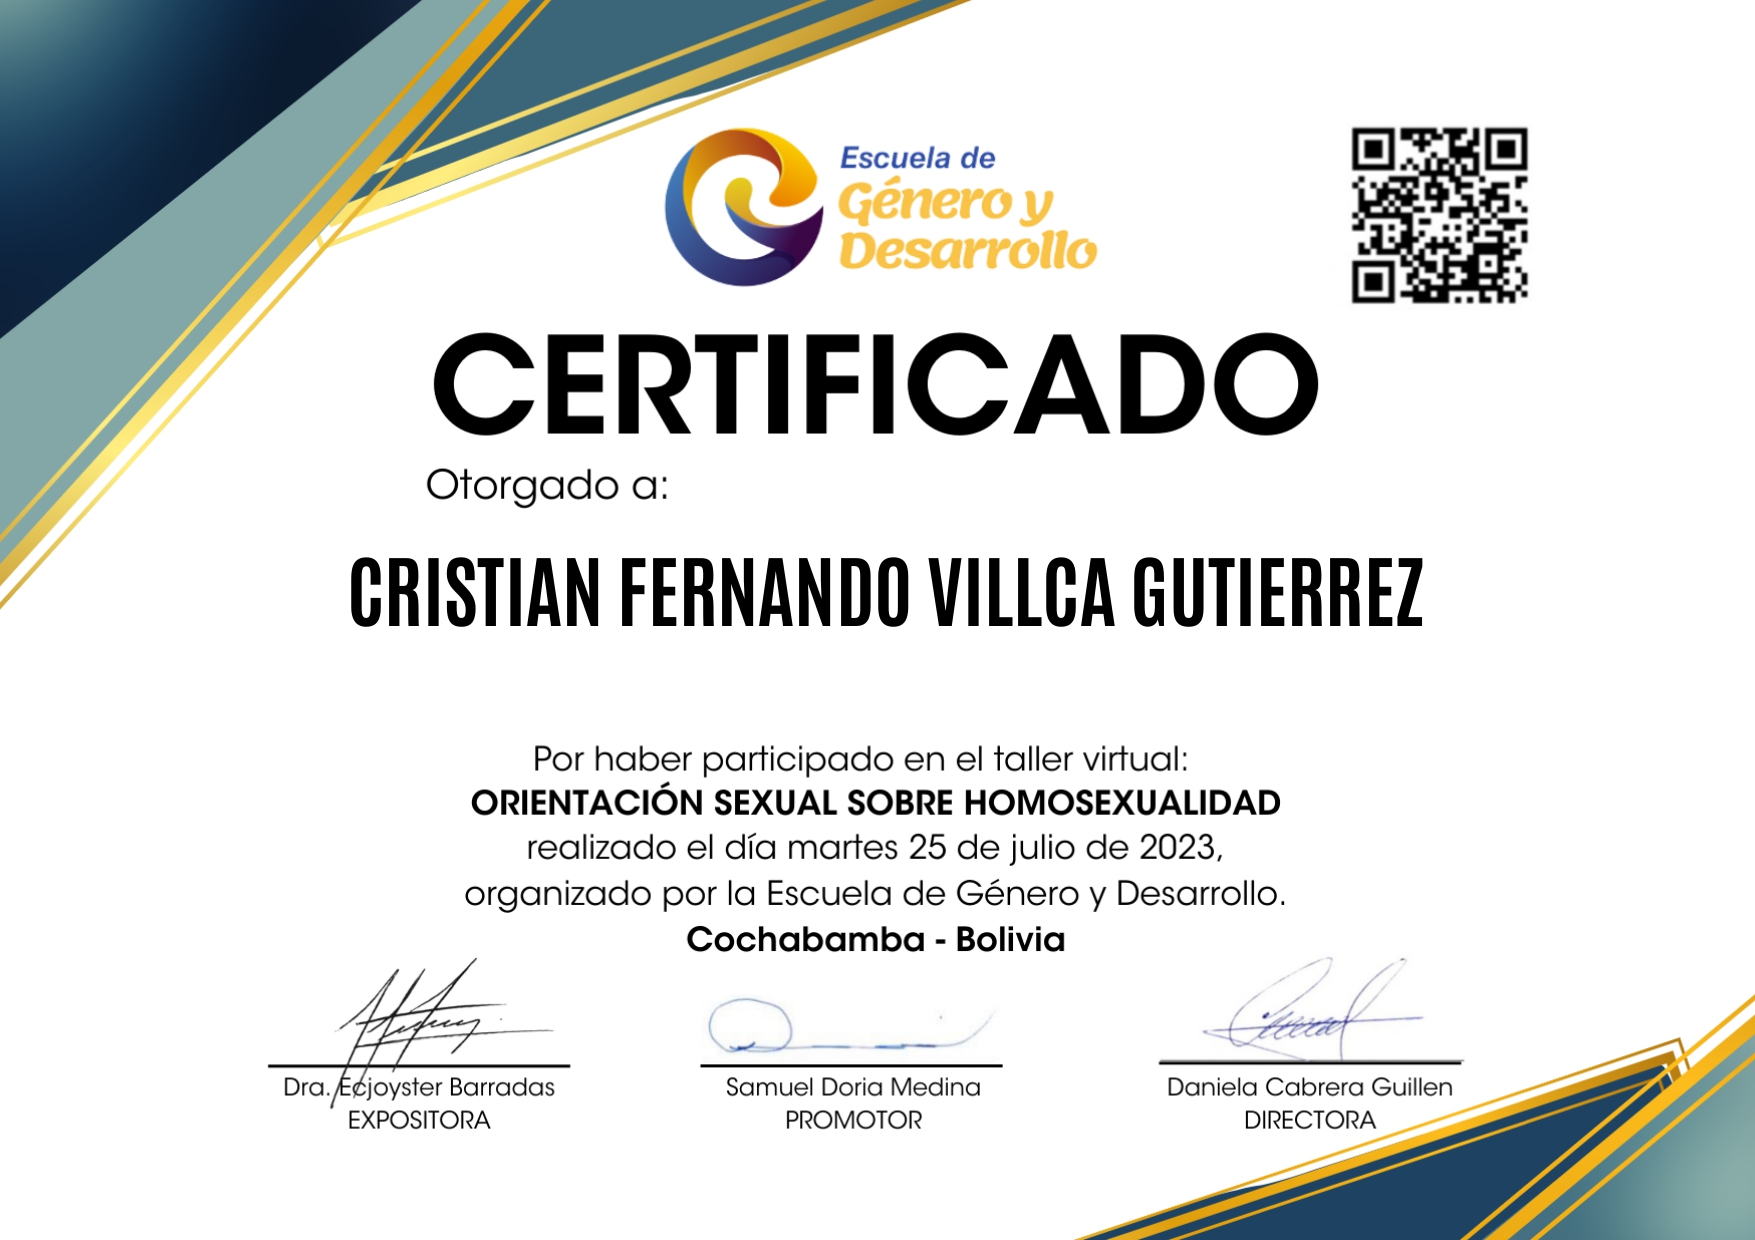 Escuela de
Género y
Desarrollo
CERTIFICADO
Otorgado a:
CRISTIAN FERNANDO VILLCA GUTIERREZ
Por haber participado en el taller virtual:
ORIENTACIÓN SEXUAL SOBRE HOMOSEXUALIDAD
realizado el día martes 25 de julio de 2023,
organizado por la Escuela de Género y Desarrollo.
Cochabamba - Bolivia
Dra. Ecjoyster Barradas
EXPOSITORA
Samuel Doria Medina
PROMOTOR
Daniela Cabrera Guillen
DIRECTORA